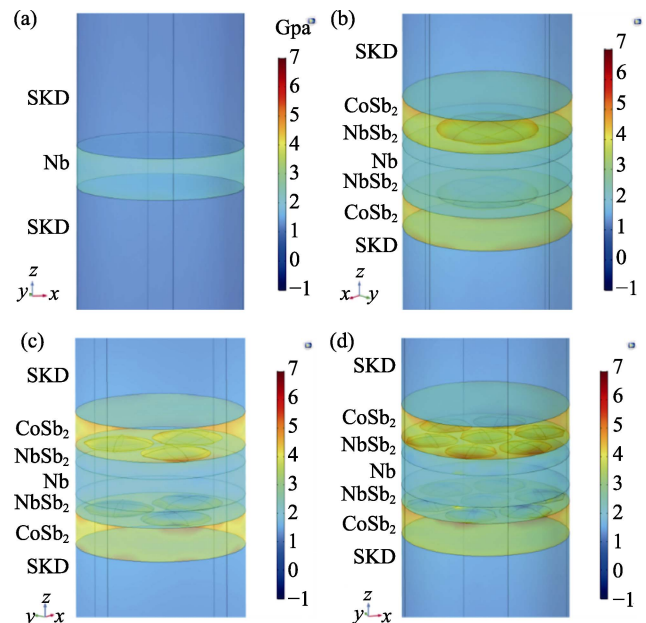 (a)
Gpa
7
6
5
4
3
2
1
0
−1
SKD
Nb
SKD
z
y x
(b)
7
6
5
4
3
2
1
0
−1
SKD
CoSb2
NbSb2
Nb
NbSb2
CoSb2
SKD
z
x y
(c)
7
6
5
4
3
2
1
0
−1
SKD
CoSb2
NbSb2
Nb
NbSb2
CoSb2
SKD
z
y x
(d)
7
6
5
4
3
2
1
0
−1
SKD
CoSb2
NbSb2
Nb
NbSb2
CoSb2
SKD
z
y x